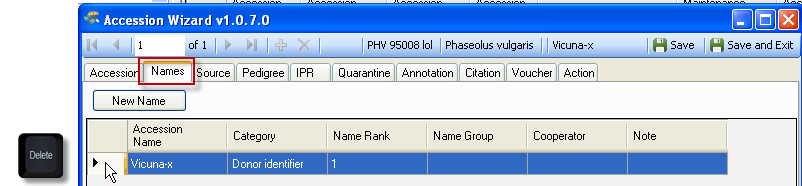 Accession Wizard v1.0.7.0
1 of 1 PHV 95008 lol Phaseolus vulgaris Vicuna-x Save Save and Exit
Accession Names Source Pedigree IPR Quarantine Annotation Citation Voucher Action
New Name
Accession Name Category Name Rank Name Group Cooperator Note
Vicuna-x Donor identifier 1
Delete